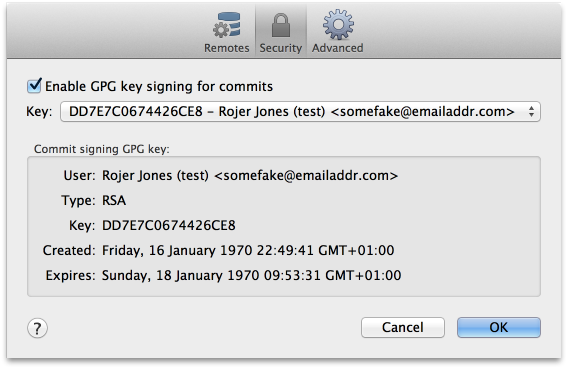 Remotes Security Advanced
Enable GPG key signing for commits
Key: DD7E7C0674426CE8 – Rojer Jones (test) <somefake@emailaddr.com>
Commit signing GPG key:
User: Rojer Jones (test) <somefake@emailaddr.com>
Type: RSA
Key: DD7E7C0674426CE8
Created: Friday, 16 January 1970 22:49:41 GMT+01:00
Expires: Sunday, 18 January 1970 09:53:31 GMT+01:00
? Cancel OK